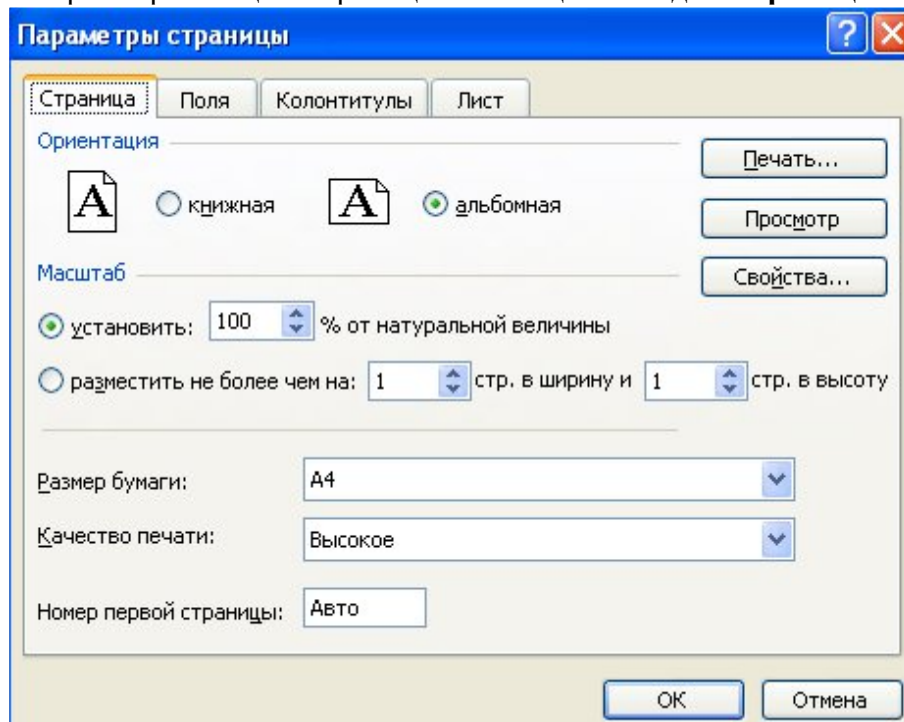 Параметры страницы
Страница Поля Колонтитулы Лист
Ориентация
Печать...
A книжная A альбомная
Просмотр
Масштаб
Свойства...
установить: 100 % от натуральной величины
разместить не более чем на: 1 стр. в ширину и 1 стр. в высоту
Размер бумаги: A4
Качество печати: Высокое
Номер первой страницы: Авто
ОК Отмена